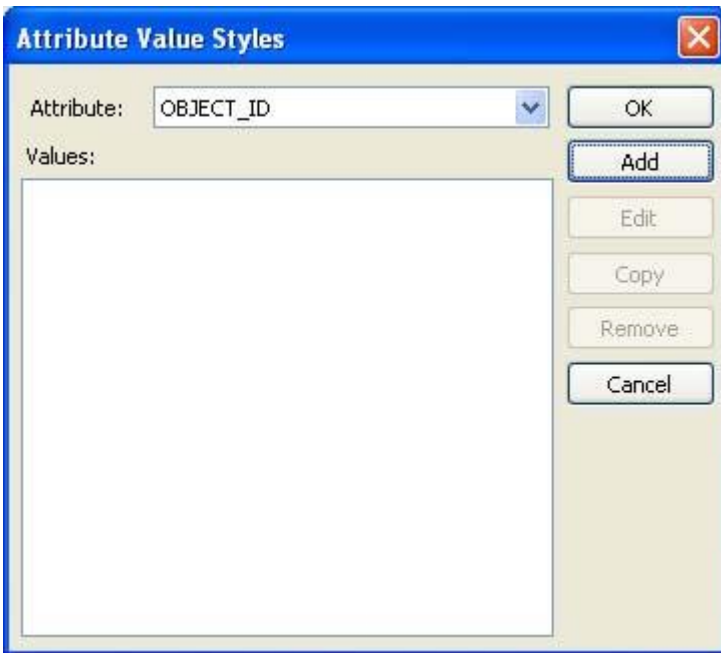 Attribute Value Styles
Attribute: OBJECT_ID OK
Values:
Add
Edit
Copy
Remove
Cancel